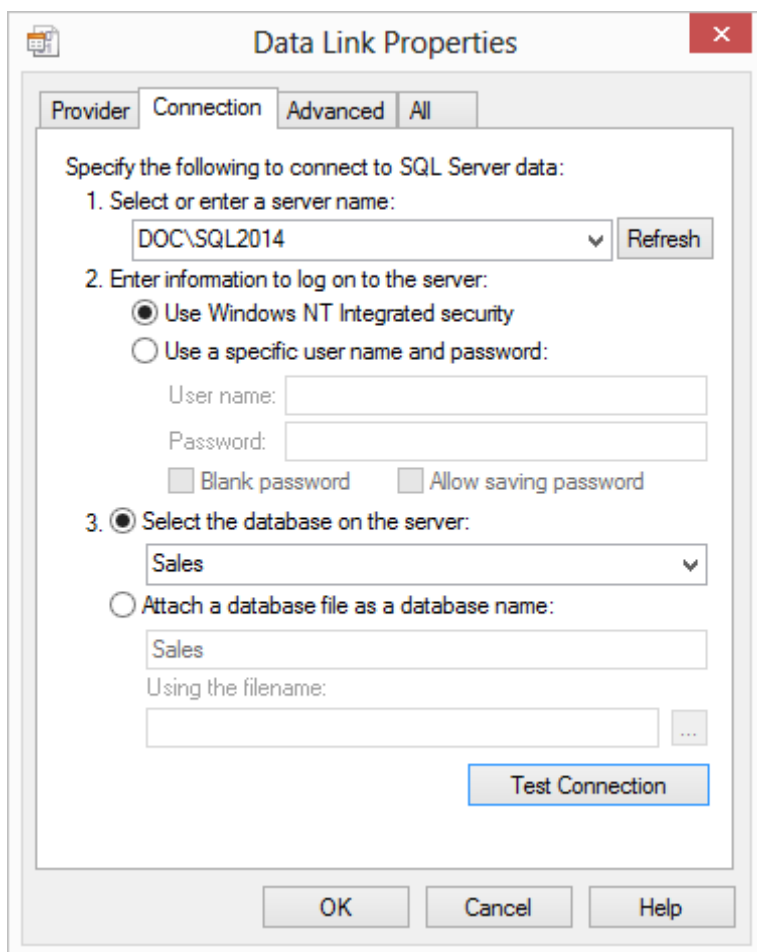 Data Link Properties
Provider Connection Advanced All
Specify the following to connect to SQL Server data:
1. Select or enter a server name:
DOC\SQL2014 Refresh
2. Enter information to log on to the server:
Use Windows NT Integrated security
Use a specific user name and password:
User name:
Password:
Blank password Allow saving password
3. Select the database on the server:
Sales
Attach a database file as a database name:
Sales
Using the filename:
...
Test Connection
OK Cancel Help